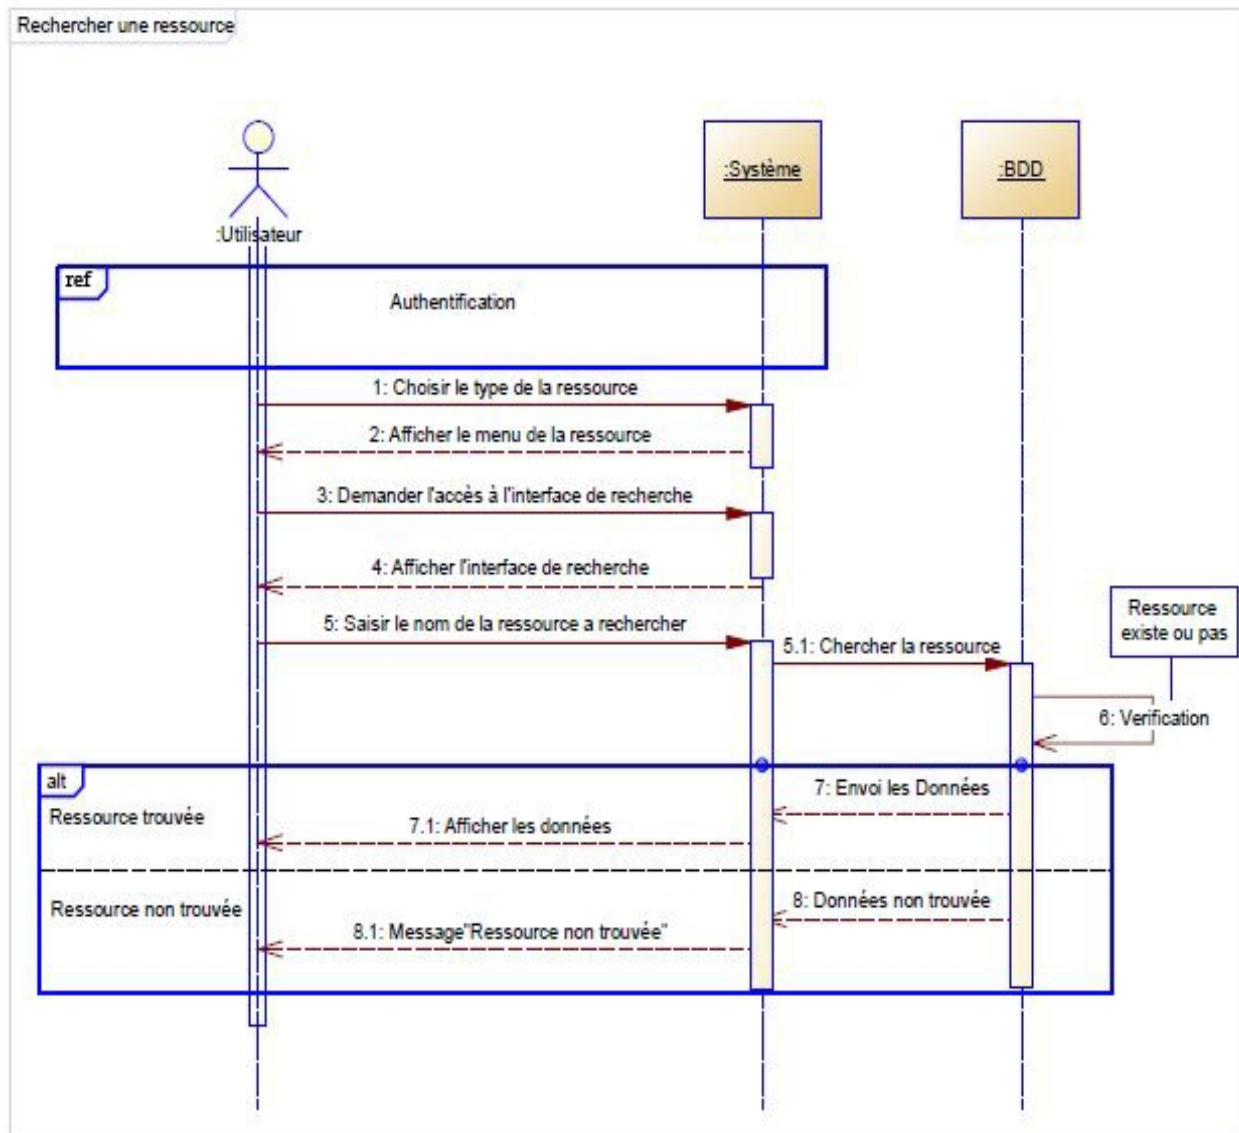 Rechercher une ressource
:Utilisateur
:Système
:BDD
ref
Authentification
1: Choisir le type de la ressource
2: Afficher le menu de la ressource
3: Demander l'accès à l'interface de recherche
4: Afficher l'interface de recherche
5: Saisir le nom de la ressource a rechercher
5.1: Chercher la ressource
Ressource
existe ou pas
6: Verification
alt
Ressource trouvée
7: Envoi les Données
7.1: Afficher les données
Ressource non trouvée
8: Données non trouvée
8.1: Message"Ressource non trouvée"